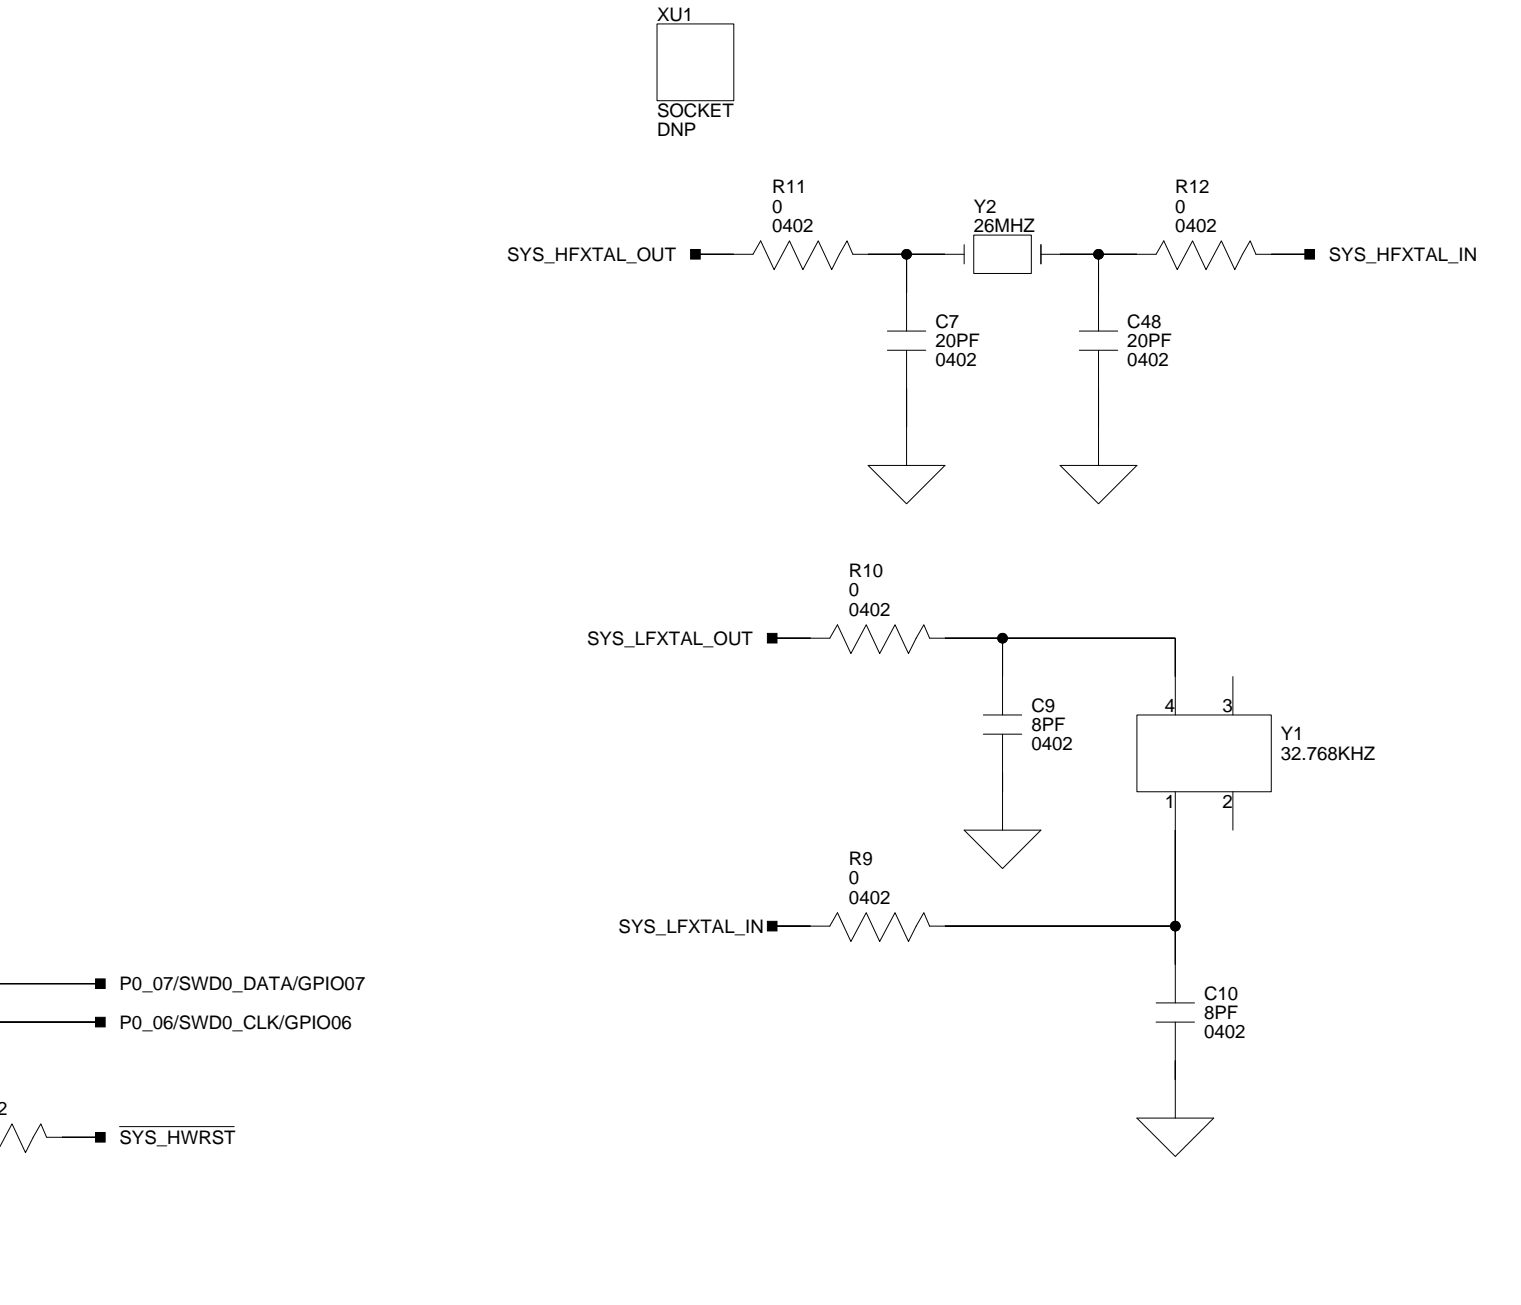 XU1
SOCKET
DNP
R11
0
0402
Y2
26MHZ
R12
0
0402
SYS_HFXTAL_OUT
SYS_HFXTAL_IN
C7
20PF
0402
C48
20PF
0402
R10
0
0402
SYS_LFXTAL_OUT
C9
8PF
0402
4
3
Y1
32.768KHZ
1
2
R9
0
0402
SYS_LFXTAL_IN
P0_07/SWD0_DATA/GPIO07
P0_06/SWD0_CLK/GPIO06
C10
8PF
0402
2
SYS_HWRST